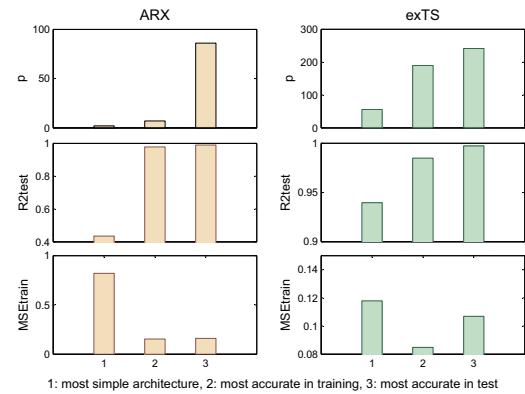 ARX
exTS
100
50
0
p
300
200
100
0
p
1
0.8
0.6
0.4
R2test
1
0.95
0.9
R2test
1
0.5
0
MSEtrain
1 2 3
0.14
0.12
0.1
0.08
MSEtrain
1 2 3
1: most simple architecture, 2: most accurate in training, 3: most accurate in test